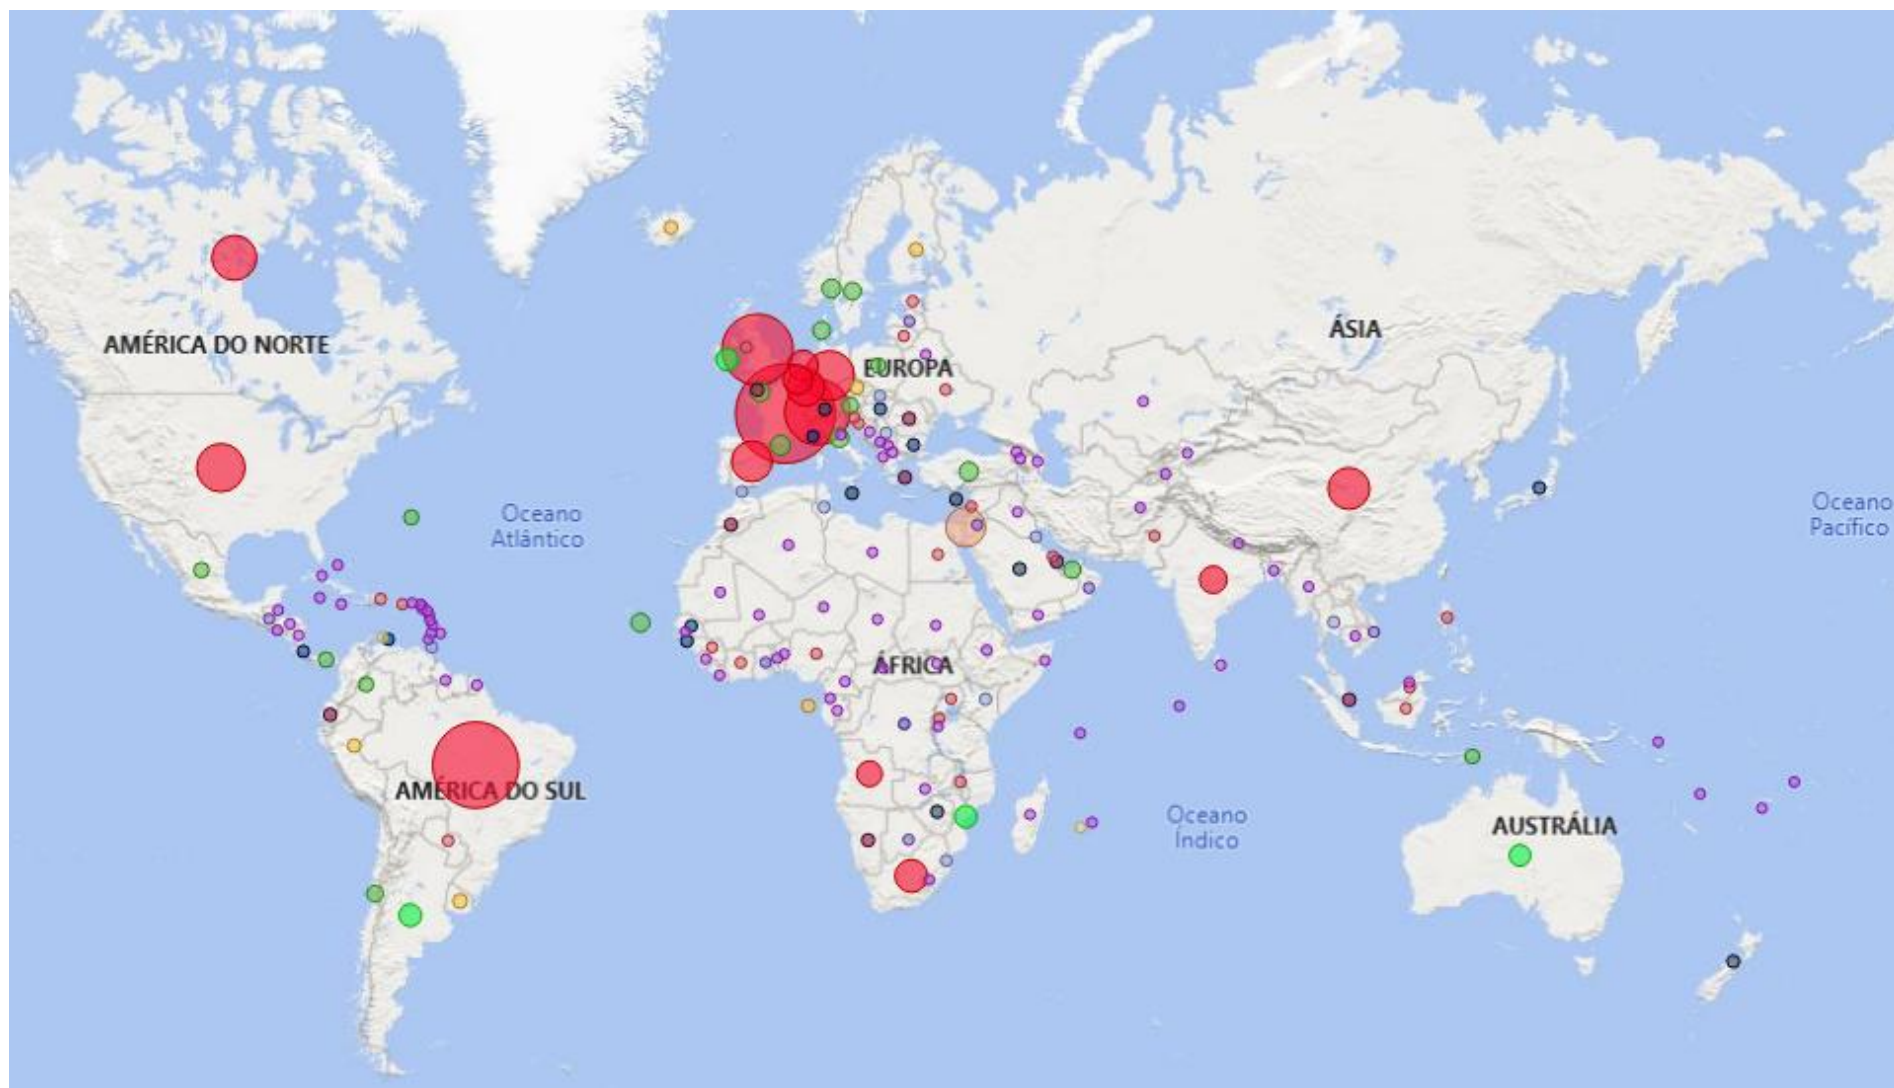 ÁSIA
AMÉRICA DO NORTE
EUROPA
Oceano
Atlântico
Oceano
Pacífico
ÁFRICA
AMÉRICA DO SUL
Oceano
Índico
AUSTRÁLIA